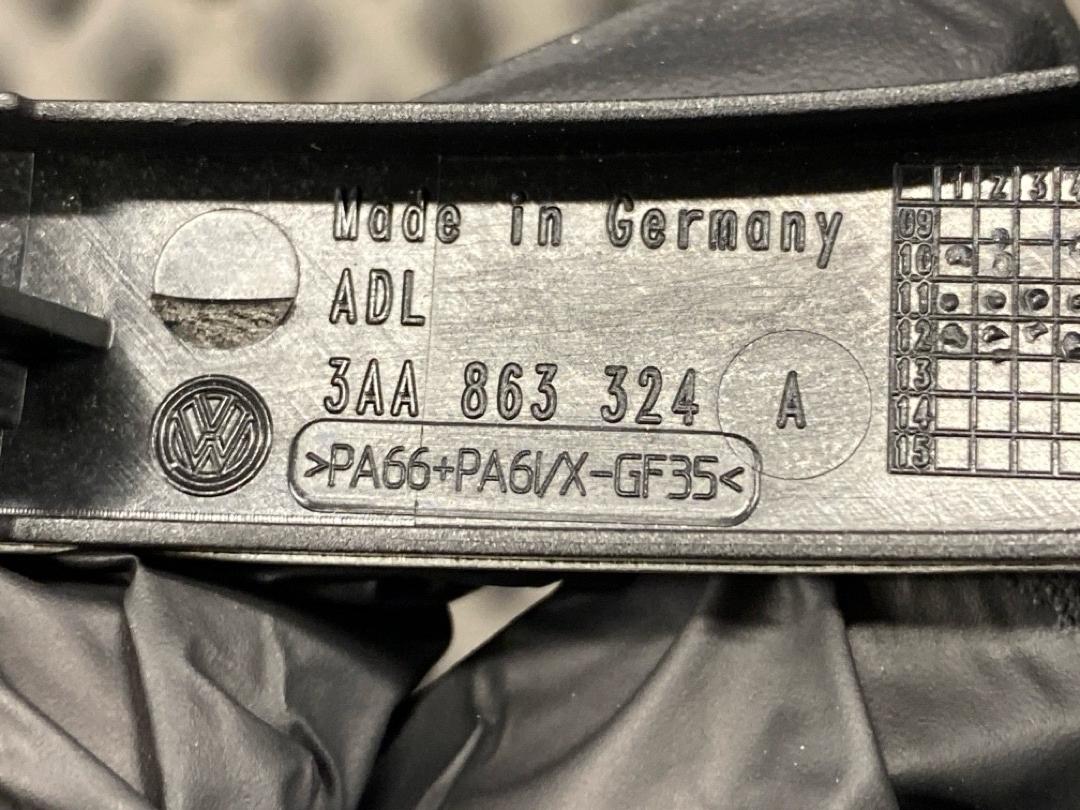 Made in Germany
ADL
3AA 863 324 A
>PA66+PA6I/X-GF35<
VW
1 2 3 4
09
10
11
12
13
14
15